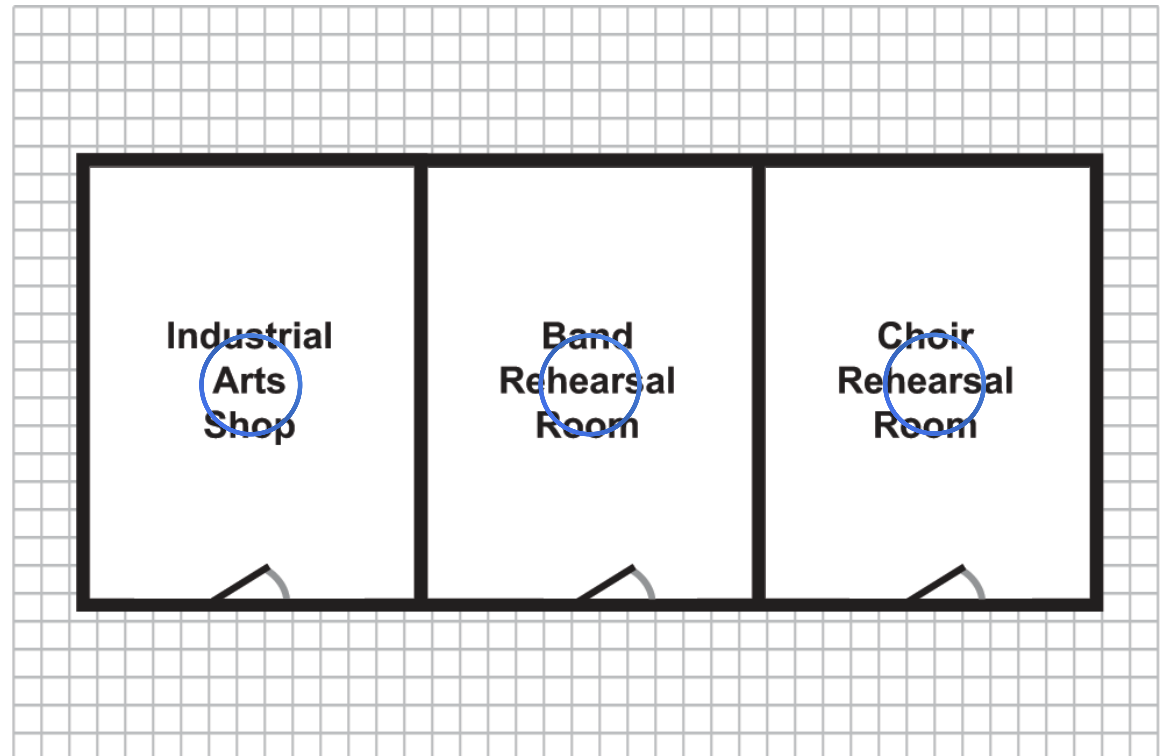 Industrial
Arts
Shop
Band
Rehearsal
Room
Choir
Rehearsal
Room